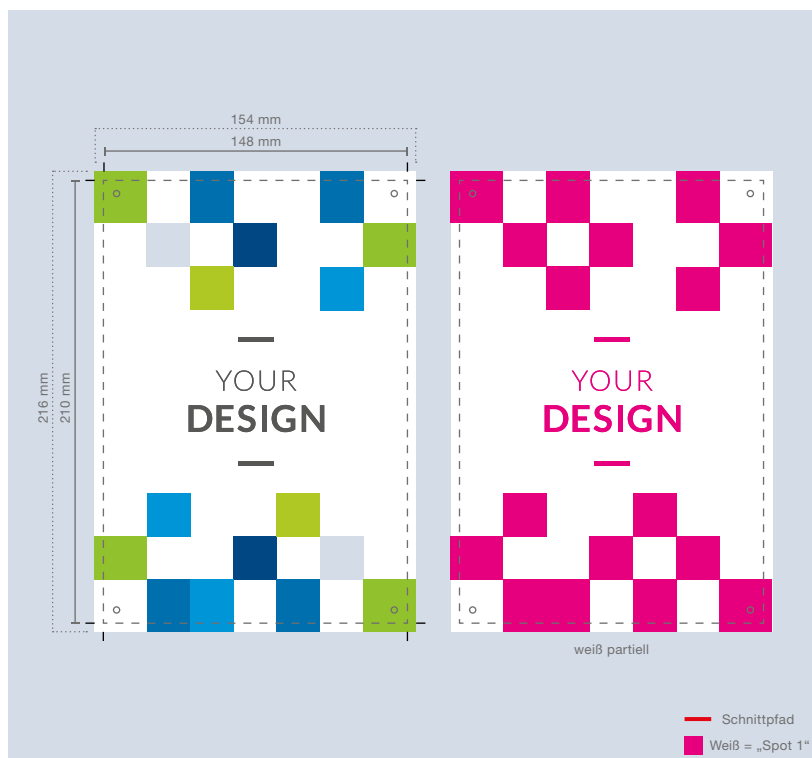 154 mm
148 mm
216 mm
210 mm
YOUR
DESIGN
YOUR
DESIGN
weiß partiell
Schnittpfad
Weiß = „Spot 1“